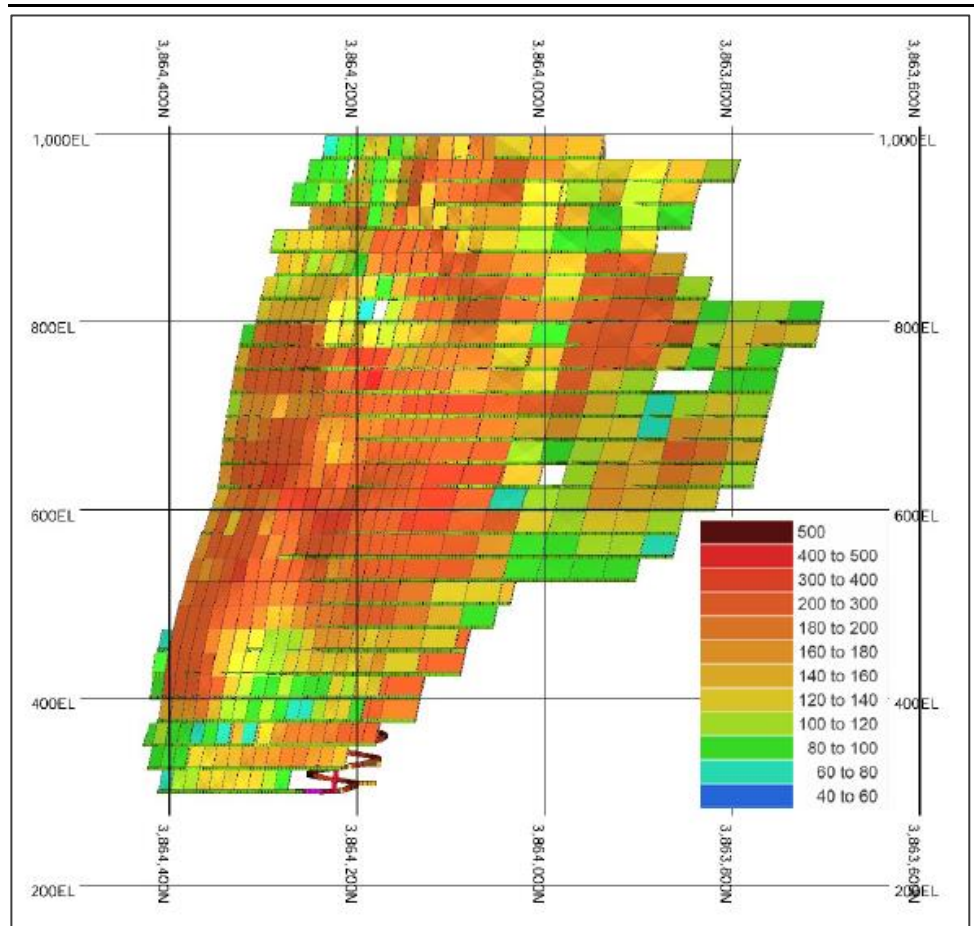 3,864,400N
3,864,200N
3,864,000N
3,863,800N
3,863,600N
1,000EL
1,000EL
800EL
800EL
600EL
600EL
500
400 to 500
300 to 400
200 to 300
180 to 200
160 to 180
140 to 160
120 to 140
100 to 120
80 to 100
60 to 80
40 to 60
400EL
400EL
200EL
200EL
3,864,400N
3,864,200N
3,864,000N
3,863,800N
3,863,600N